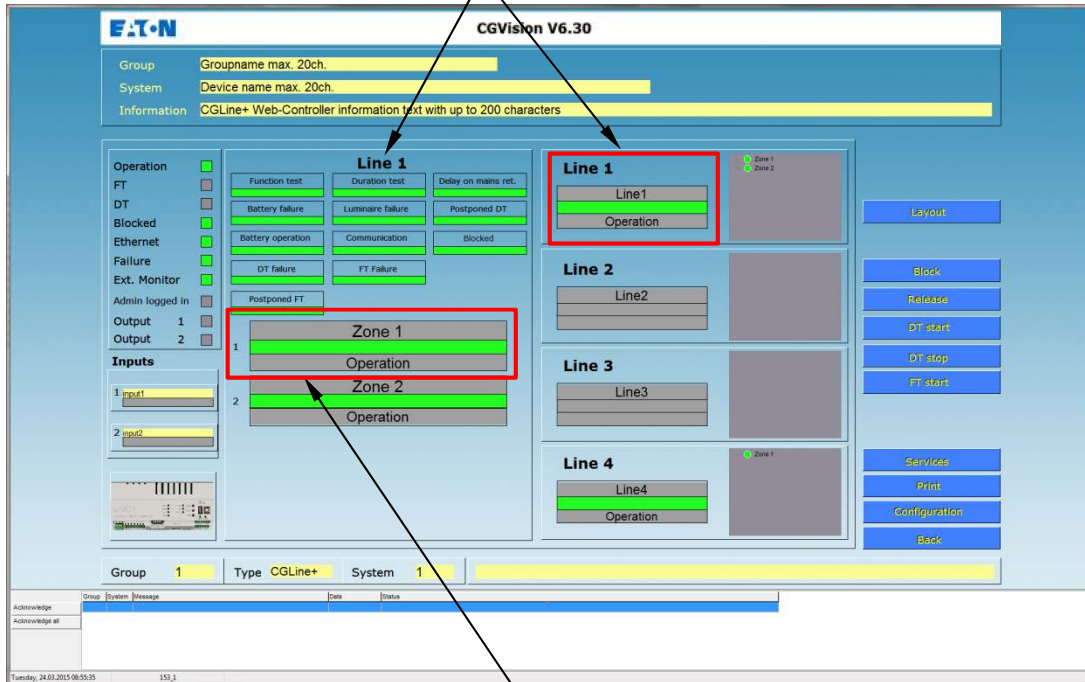 EATON
CGVision V6.30
Group Groupname max. 20ch.
System Device name max. 20ch.
Information CGLine+ Web-Controller information text with up to 200 characters
Operation
FT
DT
Blocked
Ethernet
Failure
Ext. Monitor
Admin logged in
Output 1
Output 2
Inputs
1 input1
2 input2
Line 1
Function test Duration test Delay on mains ret.
Battery failure Luminaire failure Postponed DT
Battery operation Communication Blocked
DT failure FT Failure
Postponed FT
Zone 1
1
Operation
Zone 2
2
Operation
Line 1
Line1
Operation
Zone 1
Zone 2
Line 2
Line2
Line 3
Line3
Line 4
Line4
Operation
Zone 1
Layout
Block
Release
DT start
DT stop
FT start
Services
Print
Configuration
Back
Group 1 Type CGLine+ System 1
Group System Message Date Status
Acknowledge
Acknowledge all
Tuesday, 24.03.2015 08:55:35 153_1